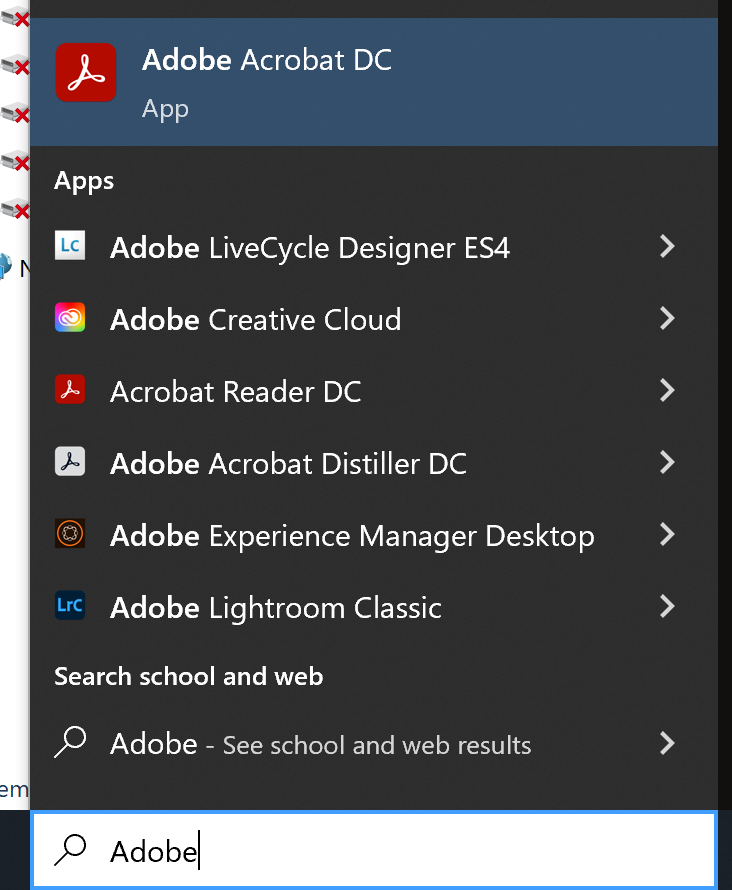 Adobe Acrobat DC
App
Apps
Lc
Adobe LiveCycle Designer ES4
Adobe Creative Cloud
Acrobat Reader DC
Adobe Acrobat Distiller DC
Adobe Experience Manager Desktop
LrC
Adobe Lightroom Classic
Search school and web
Adobe - See school and web results
em
Adobe